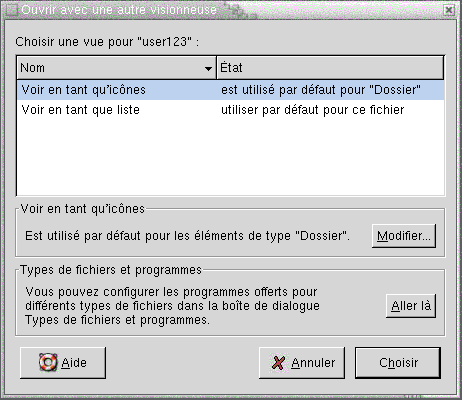 Ouvrir avec une autre visionneuse
Choisir une vue pour "user123" :
Nom État
Voir en tant qu'icônes est utilisé par défaut pour "Dossier"
Voir en tant que liste utiliser par défaut pour ce fichier
Voir en tant qu'icônes
Est utilisé par défaut pour les éléments de type "Dossier". Modifier...
Types de fichiers et programmes
Vous pouvez configurer les programmes offerts pour
différents types de fichiers dans la boîte de dialogue
Types de fichiers et programmes.
Aller là
Aide Annuler Choisir